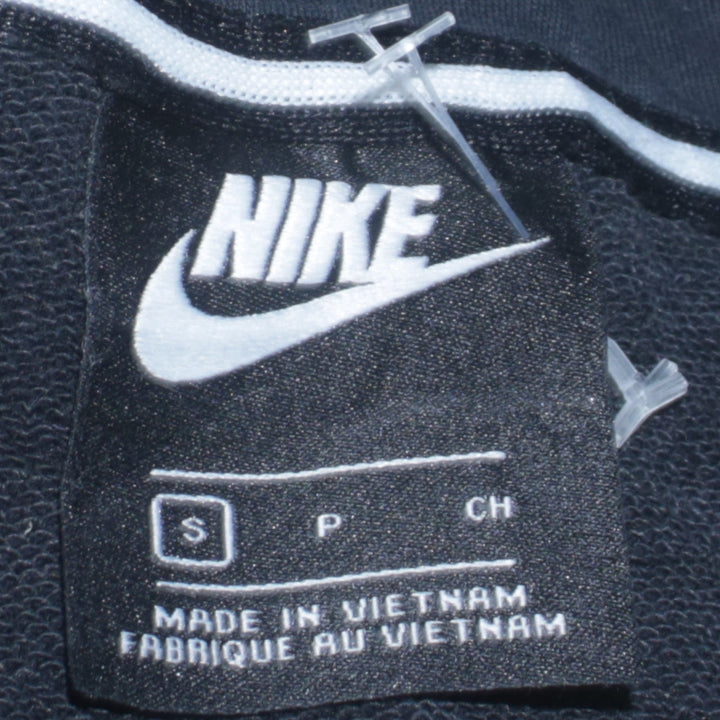 NIKE
S P CH
MADE IN VIETNAM
FABRIQUE AU VIETNAM